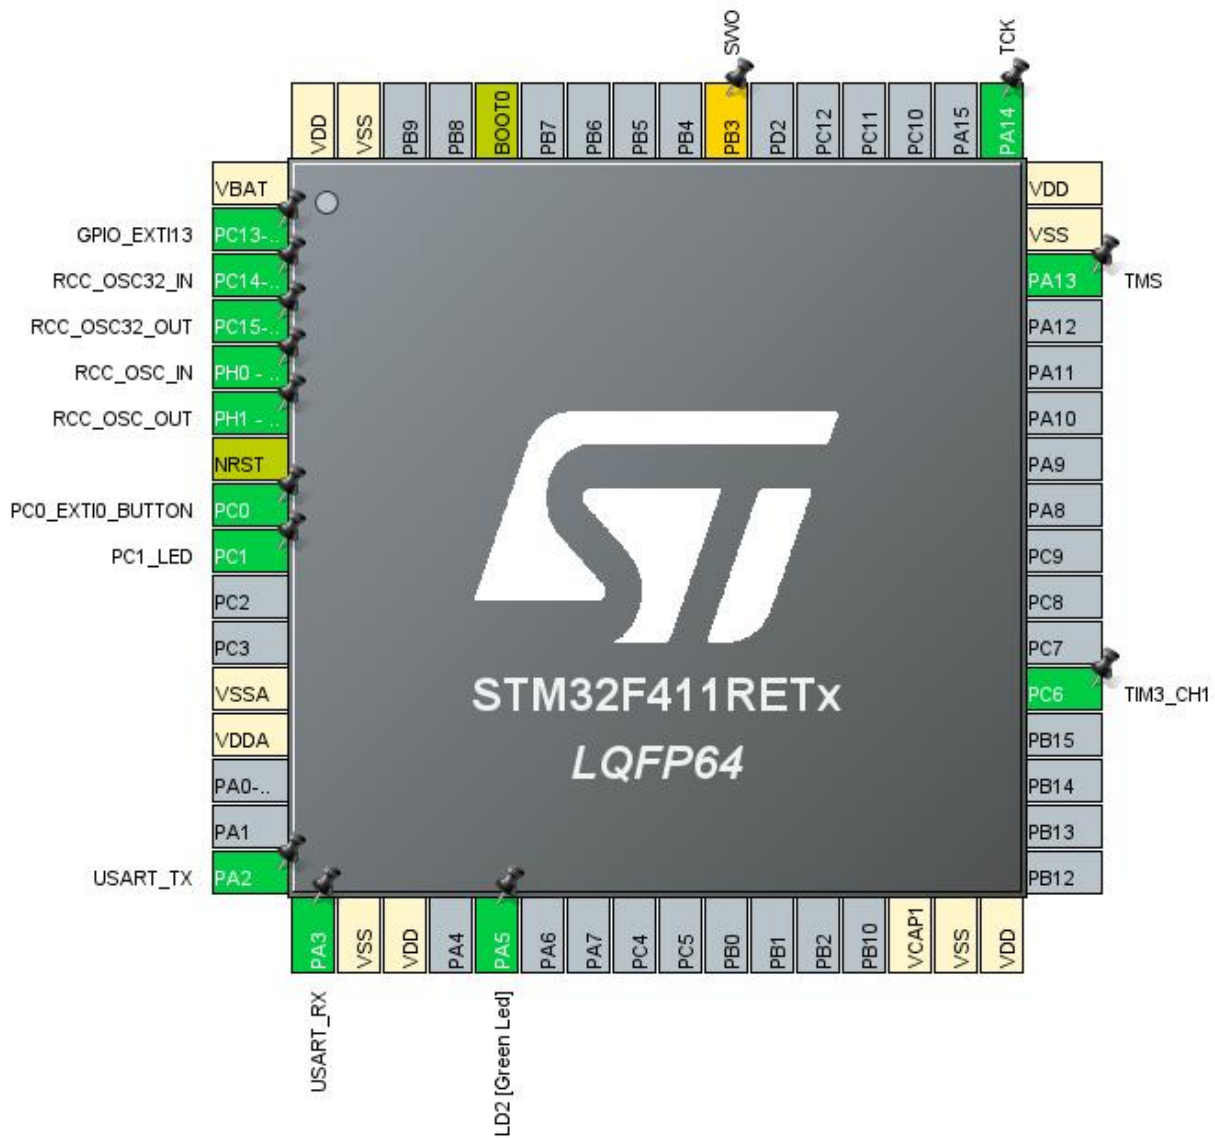 SWO
TCK
VDD
VSS
PB9
PB8
BOOT0
PB7
PB6
PB5
PB4
PB3
PD2
PC12
PC11
PC10
PA15
PA14
VBAT
GPIO_EXTI13 PC13-..
RCC_OSC32_IN PC14-..
RCC_OSC32_OUT PC15-..
RCC_OSC_IN PH0 - ..
RCC_OSC_OUT PH1 - ..
NRST
PC0_EXTI0_BUTTON PC0
PC1_LED PC1
PC2
PC3
VSSA
VDDA
PA0-..
PA1
USART_TX PA2
VDD
VSS
PA13 TMS
PA12
PA11
PA10
PA9
PA8
PC9
PC8
PC7
PC6 TIM3_CH1
PB15
PB14
PB13
PB12
ST
STM32F411RETx
LQFP64
PA3
VSS
VDD
PA4
PA5
PA6
PA7
PC4
PC5
PB0
PB1
PB2
PB10
VCAP1
VSS
VDD
USART_RX
LD2 [Green Led]